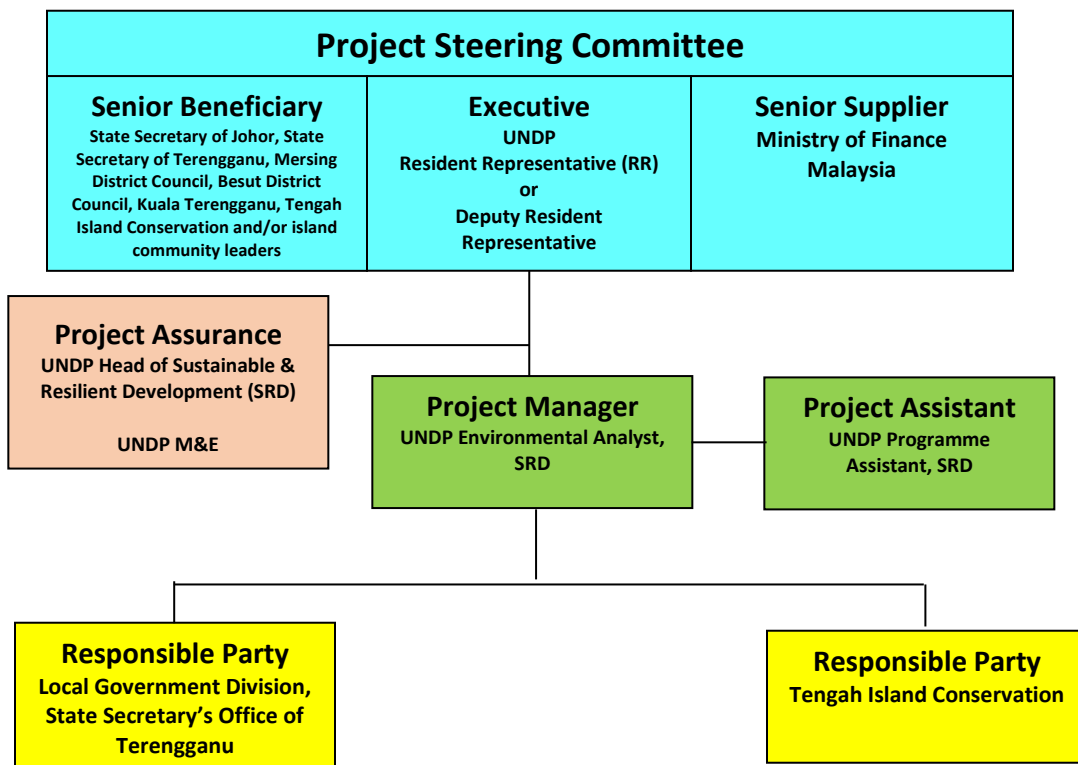 Project Steering Committee
Senior Beneficiary
State Secretary of Johor, State
Secretary of Terengganu, Mersing
District Council, Besut District
Council, Kuala Terengganu, Tengah
Island Conservation and/or island
community leaders
Executive
UNDP
Resident Representative (RR)
or
Deputy Resident
Representative
Senior Supplier
Ministry of Finance
Malaysia
Project Assurance
UNDP Head of Sustainable &
Resilient Development (SRD)
UNDP M&E
Project Manager
UNDP Environmental Analyst,
SRD
Project Assistant
UNDP Programme
Assistant, SRD
Responsible Party
Local Government Division,
State Secretary’s Office of
Terengganu
Responsible Party
Tengah Island Conservation